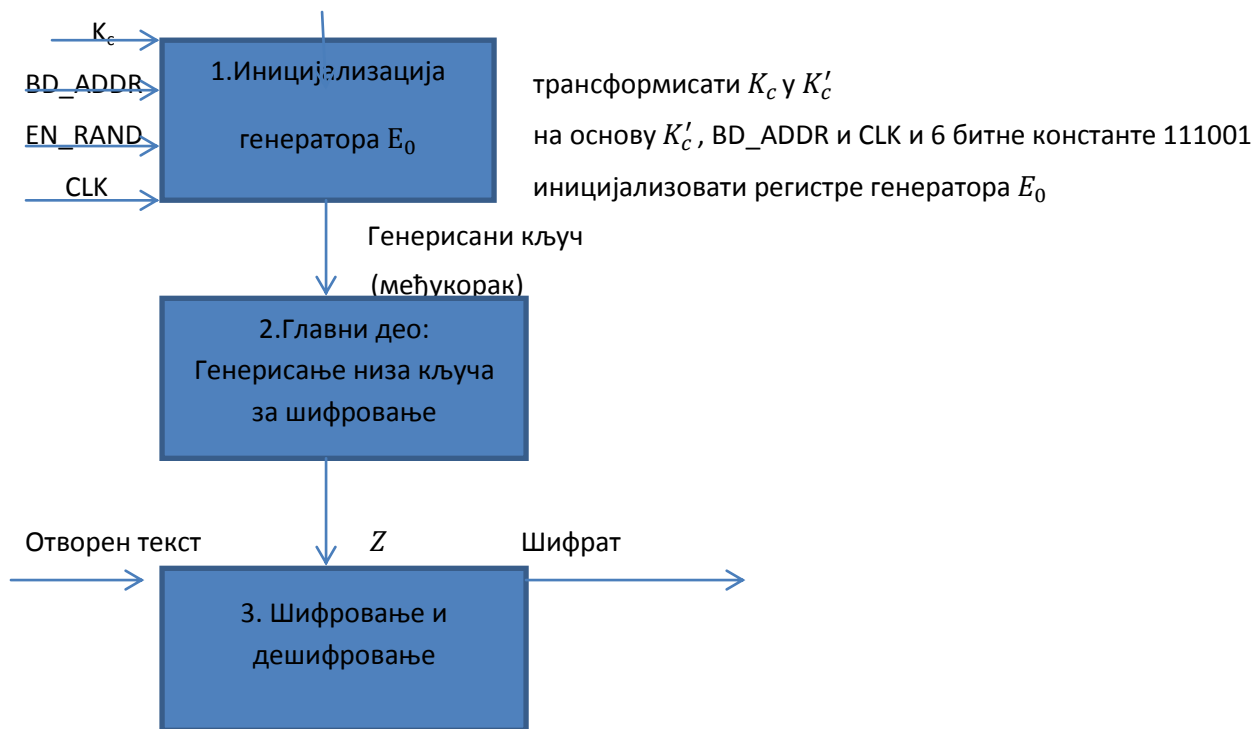 K_c
1.Иницијализација
BD_ADDR
трансформисати K_c у K'_c
EN_RAND
генератора E_0
на основу K'_c , BD_ADDR и CLK и 6 битне константе 111001
CLK
иницијализовати регистре генератора E_0
Генерисани кључ
(међукорак)
2.Главни део:
Генерисање низа кључа
за шифровање
Отворен текст
Z
Шифрат
3. Шифровање и
дешифровање